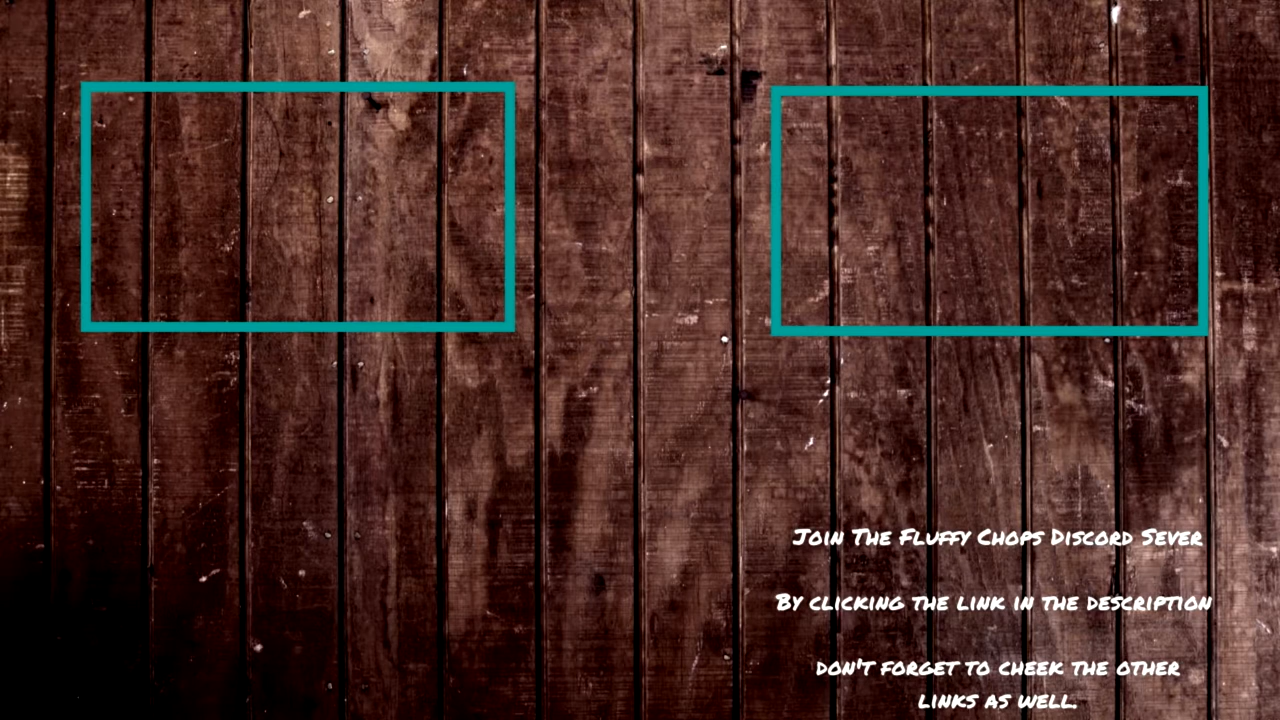 Join The Fluffy Chops Discord Sever
By clicking the link in the description
don't forget to cheek the other
links as well.